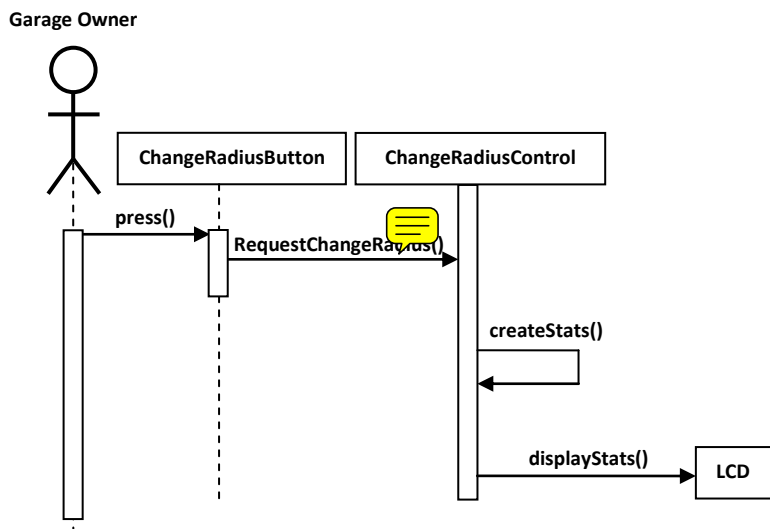 Garage Owner
ChangeRadiusButton
ChangeRadiusControl
press()
RequestChangeRadius()
createStats()
displayStats()
LCD